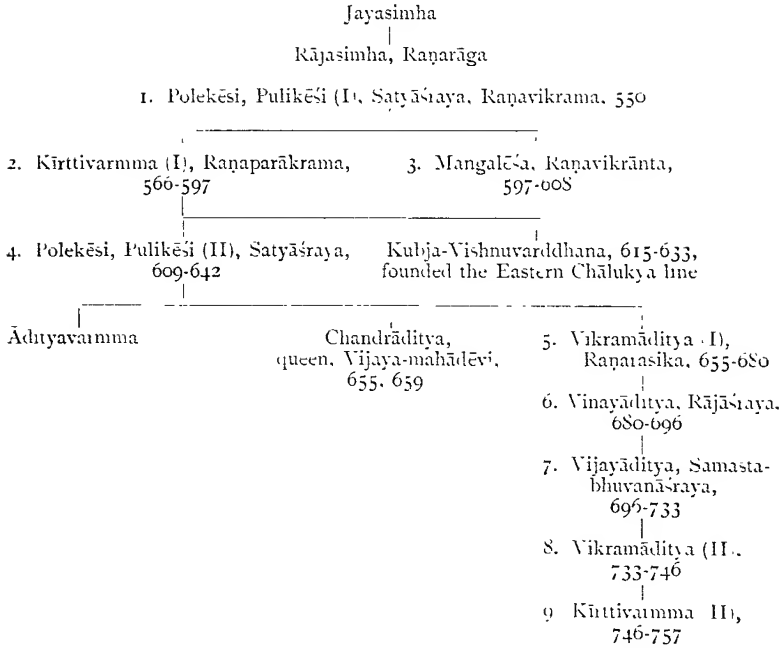 Jayasimha
Rājasimha, Raṇarāga
1. Polekēsi, Pulikēśi (I), Satyāśraya, Raṇavikrama, 550
2. Kīrttivarmma (I), Raṇaparākrama,
566-597
3. Mangalēśa, Raṇavikrānta,
597-608
4. Polekēsi, Pulikēśi (II), Satyāśraya,
609-642
Kubja-Vishnuvarddhana, 615-633,
founded the Eastern Chālukya line
Ādityavarmma
Chandrāditya,
queen, Vijaya-mahādēvi,
655, 659
5. Vikramāditya (I),
Raṇarasika, 655-680
6. Vinayāditya, Rājāśraya,
680-696
7. Vijayāditya, Samasta-
bhuvanāśraya,
696-733
8. Vikramāditya (II),
733-746
9 Kīrttivarmma II),
746-757